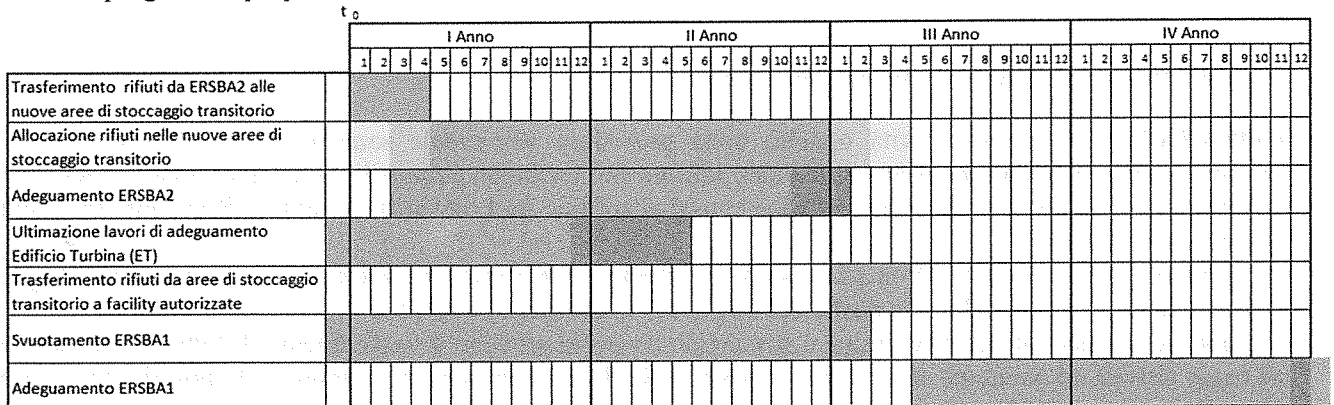 t 0
I Anno II Anno III Anno IV Anno
1 2 3 4 5 6 7 8 9 10 11 12 1 2 3 4 5 6 7 8 9 10 11 12 1 2 3 4 5 6 7 8 9 10 11 12 1 2 3 4 5 6 7 8 9 10 11 12
Trasferimento rifiuti da ERSBA2 alle
nuove aree di stoccaggio transitorio
Allocazione rifiuti nelle nuove aree di
stoccaggio transitorio
Adeguamento ERSBA2
Ultimazione lavori di adeguamento
Edificio Turbina (ET)
Trasferimento rifiuti da aree di stoccaggio
transitorio a facility autorizzate
Svuotamento ERSBA1
Adeguamento ERSBA1